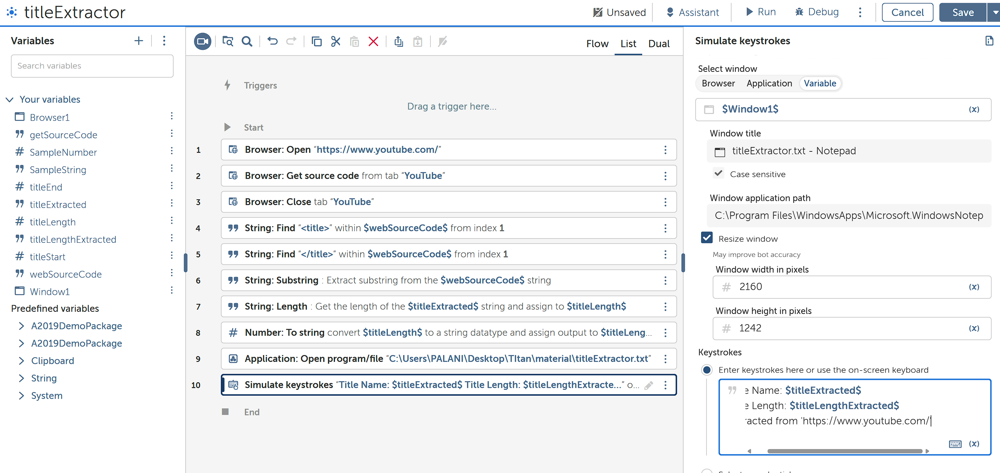 titleExtractor
Unsaved
Assistant
Run
Debug
Cancel
Save
Variables
Search variables
Your variables
Browser1
getSourceCode
SampleNumber
SampleString
titleEnd
titleExtracted
titleLength
titleLengthExtracted
titleStart
webSourceCode
Window1
Predefined variables
A2019DemoPackage
A2019DemoPackage
Clipboard
String
System
Flow List Dual
Triggers
Drag a trigger here...
Start
1 Browser: Open “https://www.youtube.com/”
2 Browser: Get source code from tab “YouTube”
3 Browser: Close tab “YouTube”
4 String: Find “<title>” within $webSourceCode$ from index 1
5 String: Find “</title>“ within $webSourceCode$ from index 1
6 String: Substring : Extract substring from the $webSourceCode$ string
7 String: Length : Get the length of the $titleExtracted$ string and assign to $titleLength$
8 Number: To string convert $titleLength$ to a string datatype and assign output to $titleLeng...
9 Application: Open program/file “C:\Users\PALANI\Desktop\TItan\material\titleExtractor.txt”
10 Simulate keystrokes “Title Name: $titleExtracted$ Title Length: $titleLengthExtracte...“ o...
End
Simulate keystrokes
Select window
Browser Application Variable
$Window1$ (x)
Window title
titleExtractor.txt - Notepad
Case sensitive
Window application path
C:\Program Files\WindowsApps\Microsoft.WindowsNotep
Resize window
May improve bot accuracy
Window width in pixels
# 2160 (x)
Window height in pixels
# 1242 (x)
Keystrokes
Enter keystrokes here or use the on-screen keyboard
e Name: $titleExtracted$
e Length: $titleLengthExtracted$
racted from 'https://www.youtube.com/'
(x)